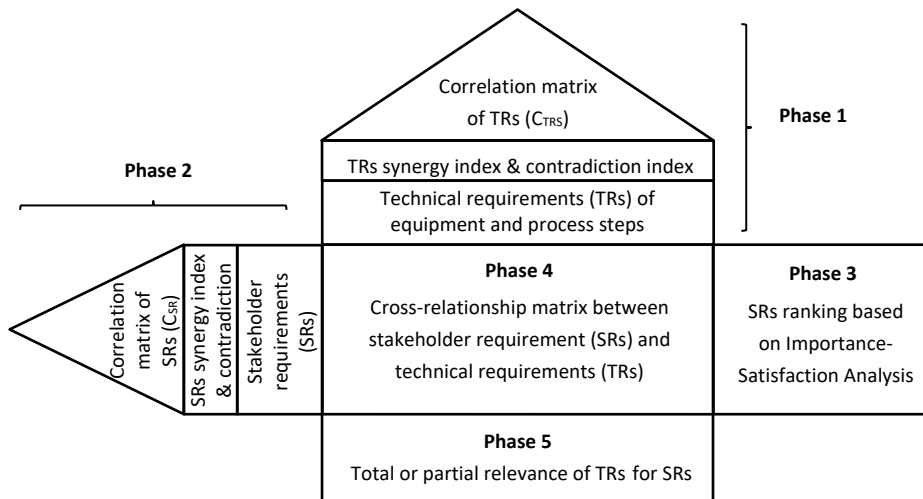 Correlation matrix
of TRs (CTRS)
Phase 1
TRs synergy index & contradiction index
Technical requirements (TRs) of
equipment and process steps
Phase 2
Correlation
matrix of
SRs (CSR)
SRs synergy index
& contradiction
Stakeholder
requirements
(SRs)
Phase 4
Cross-relationship matrix between
stakeholder requirement (SRs) and
technical requirements (TRs)
Phase 3
SRs ranking based
on Importance-
Satisfaction Analysis
Phase 5
Total or partial relevance of TRs for SRs